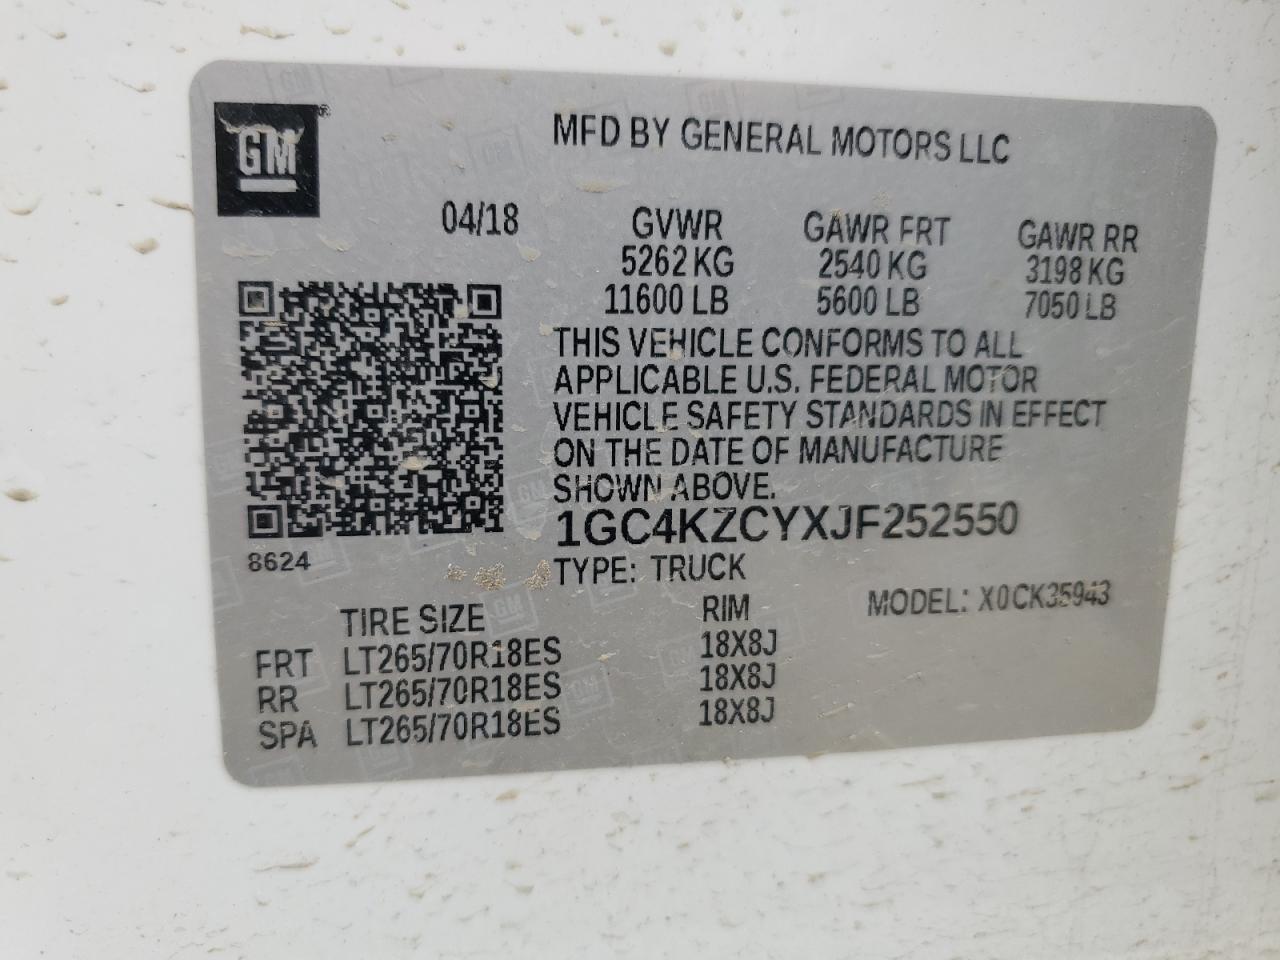 GM
MFD BY GENERAL MOTORS LLC
04/18 GVWR GAWR FRT GAWR RR
5262 KG 2540 KG 3198 KG
11600 LB 5600 LB 7050 LB
THIS VEHICLE CONFORMS TO ALL
APPLICABLE U.S. FEDERAL MOTOR
VEHICLE SAFETY STANDARDS IN EFFECT
ON THE DATE OF MANUFACTURE
SHOWN ABOVE.
1GC4KZCYXJF252550
8624
TYPE: TRUCK
MODEL: X0CK35943
TIRE SIZE RIM
FRT LT265/70R18ES 18X8J
RR LT265/70R18ES 18X8J
SPA LT265/70R18ES 18X8J